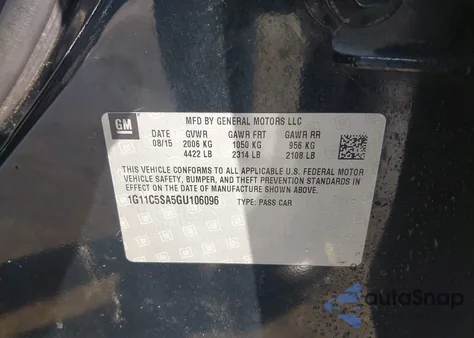 GM
MFD BY GENERAL MOTORS LLC
DATE GVWR GAWR FRT GAWR RR
08/15 2006 KG 1050 KG 956 KG
4422 LB 2314 LB 2108 LB
THIS VEHICLE CONFORMS TO ALL APPLICABLE U.S. FEDERAL MOTOR
VEHICLE SAFETY, BUMPER, AND THEFT PREVENTION STANDARDS IN
EFFECT ON THE DATE OF MANUFACTURE SHOWN ABOVE.
1G11C5SA5GU106096 TYPE: PASS CAR
autoSnap